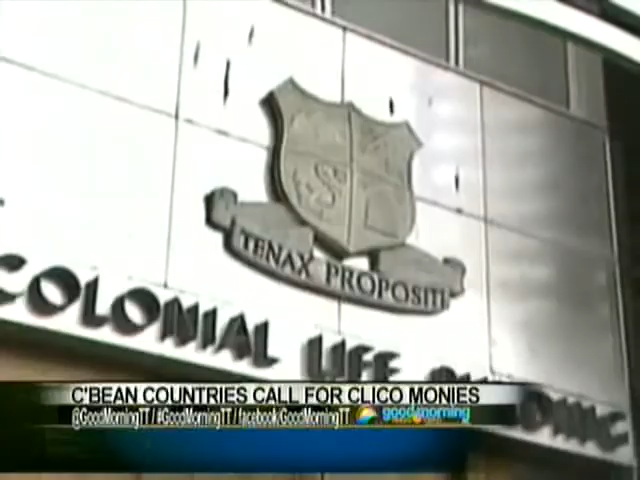 TENAX PROPOSITI
COLONIAL LIFE
C'BEAN COUNTRIES CALL FOR CLICO MONIES
@GoodMorningTT / #GoodMorningTT / facebook/GoodMorningTT good morning